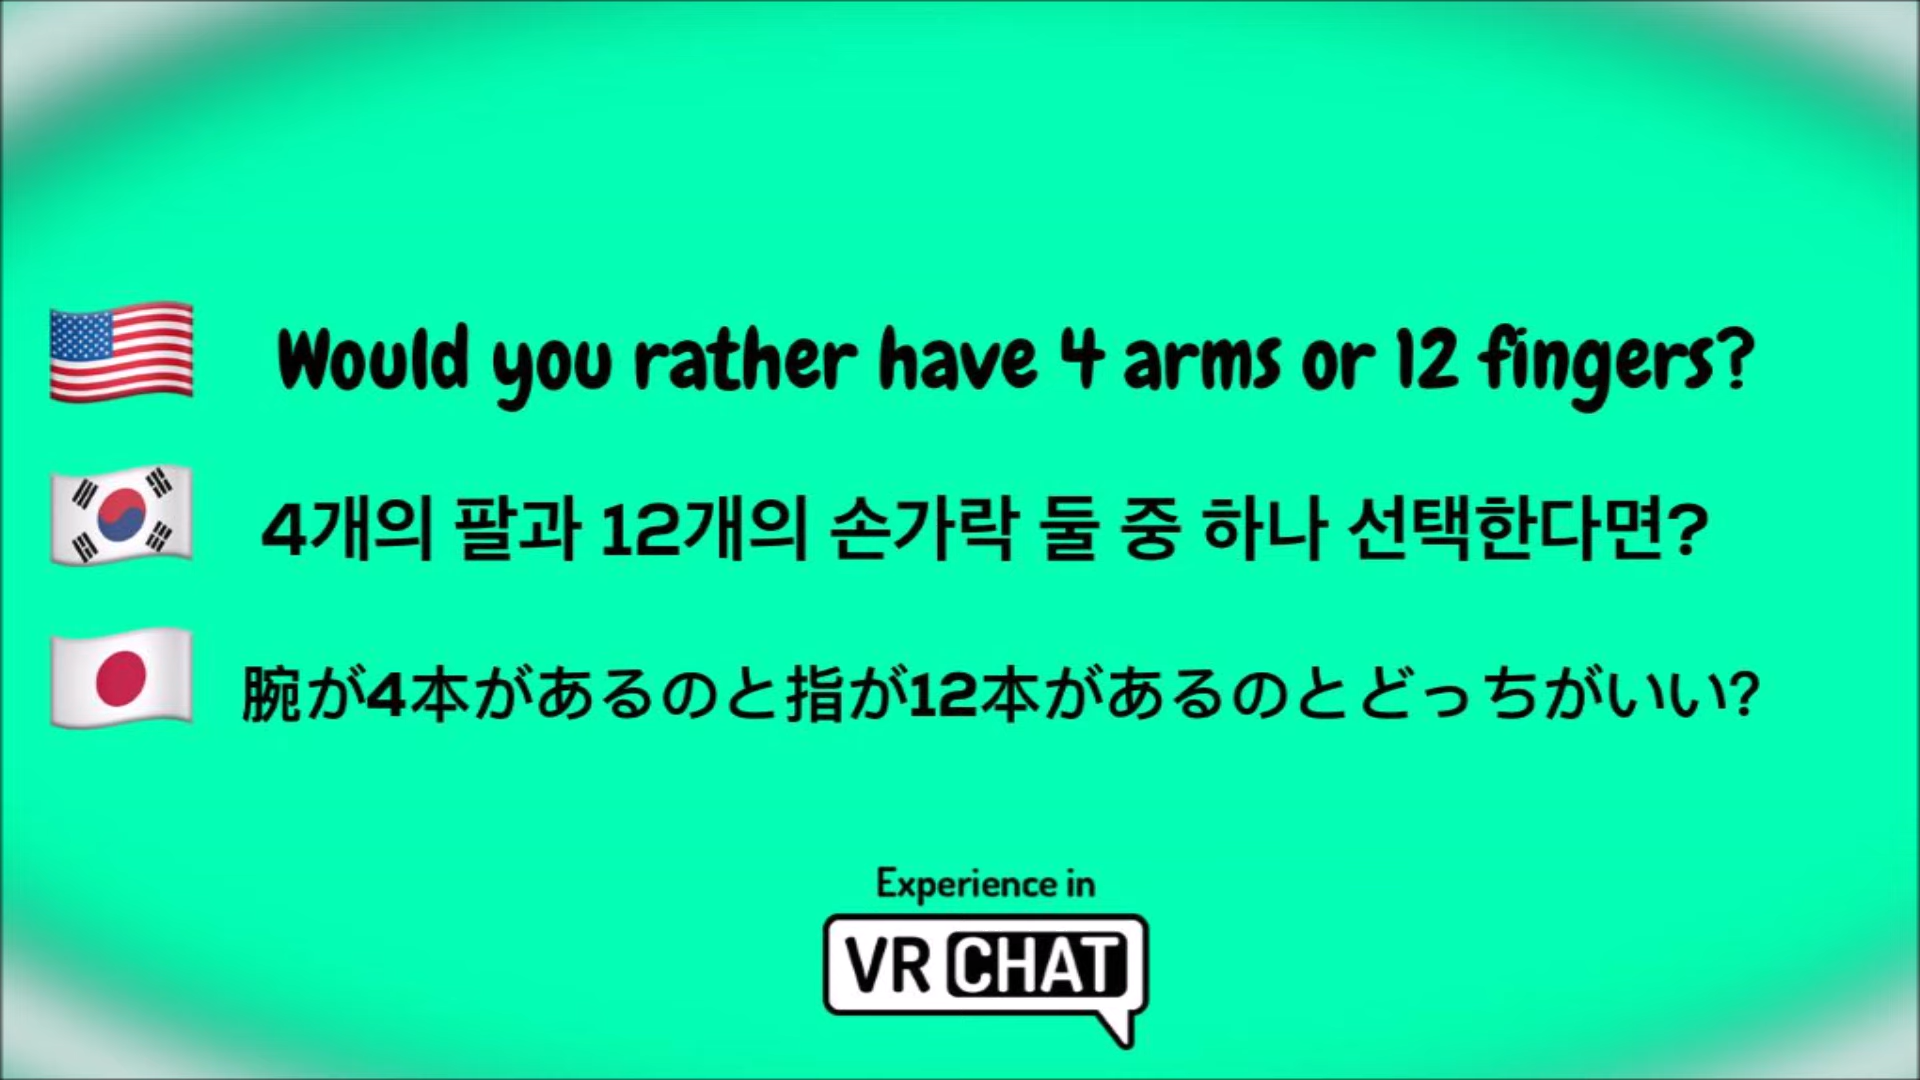 Would you rather have 4 arms or 12 fingers?
4개의 팔과 12개의 손가락 둘 중 하나 선택한다면?
腕が4本があるのと指が12本があるのとどっちがいい?
Experience in
VRCHAT